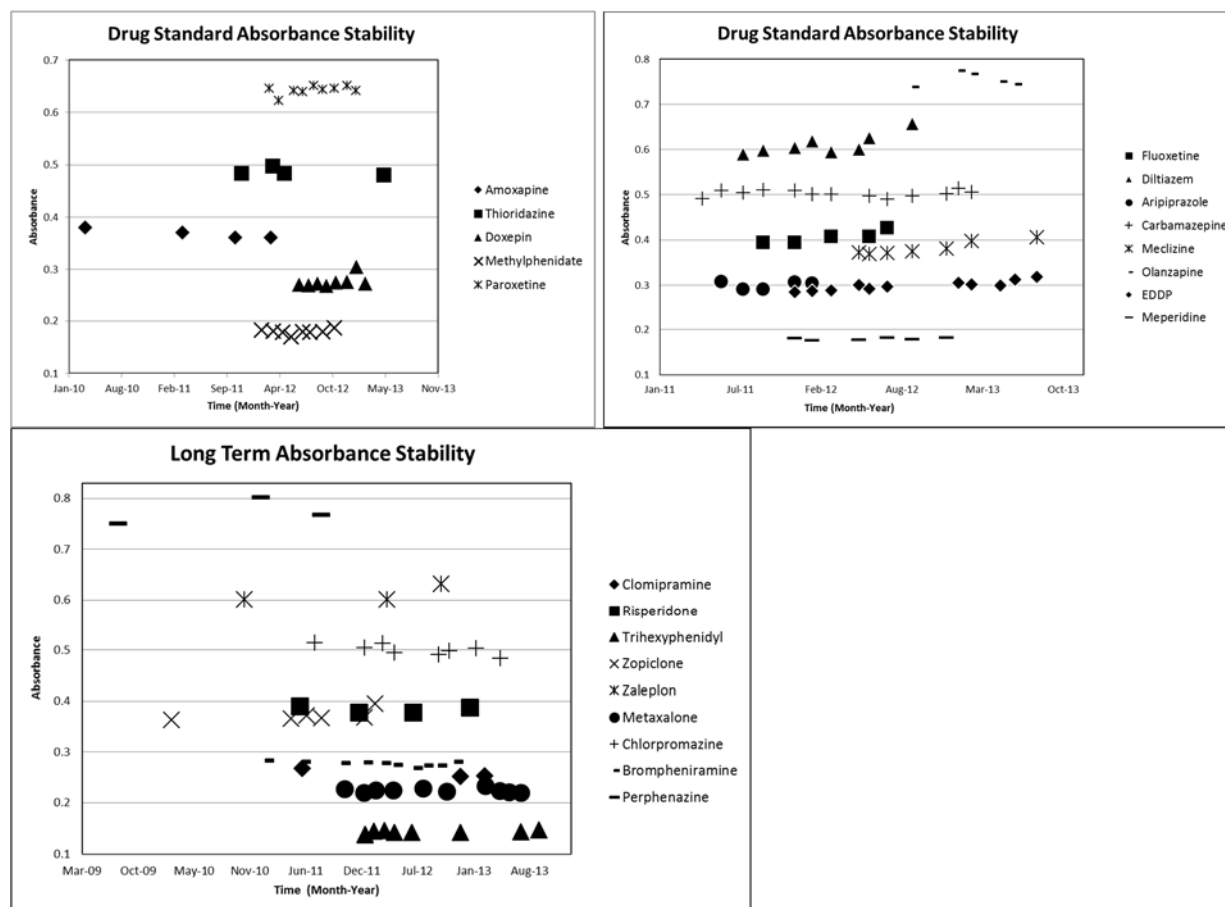 Drug Standard Absorbance Stability
0.7
0.6
0.5
0.4
0.3
0.2
0.1
Absorbance
Jan-10 Aug-10 Feb-11 Sep-11 Apr-12 Oct-12 May-13 Nov-13
Time (Month-Year)
Amoxapine
Thioridazine
Doxepin
Methylphenidate
Paroxetine
Drug Standard Absorbance Stability
0.8
0.7
0.6
0.5
0.4
0.3
0.2
0.1
Absorbance
Jan-11 Jul-11 Feb-12 Aug-12 Mar-13 Oct-13
Time (Month-Year)
Fluoxetine
Diltiazem
Aripiprazole
Carbamazepine
Meclizine
Olanzapine
EDDP
Meperidine
Long Term Absorbance Stability
0.8
0.7
0.6
0.5
0.4
0.3
0.2
0.1
Absorbance
Mar-09 Oct-09 May-10 Nov-10 Jun-11 Dec-11 Jul-12 Jan-13 Aug-13
Time (Month-Year)
Clomipramine
Risperidone
Trihexyphenidyl
Zopiclone
Zaleplon
Metaxalone
Chlorpromazine
Brompheniramine
Perphenazine